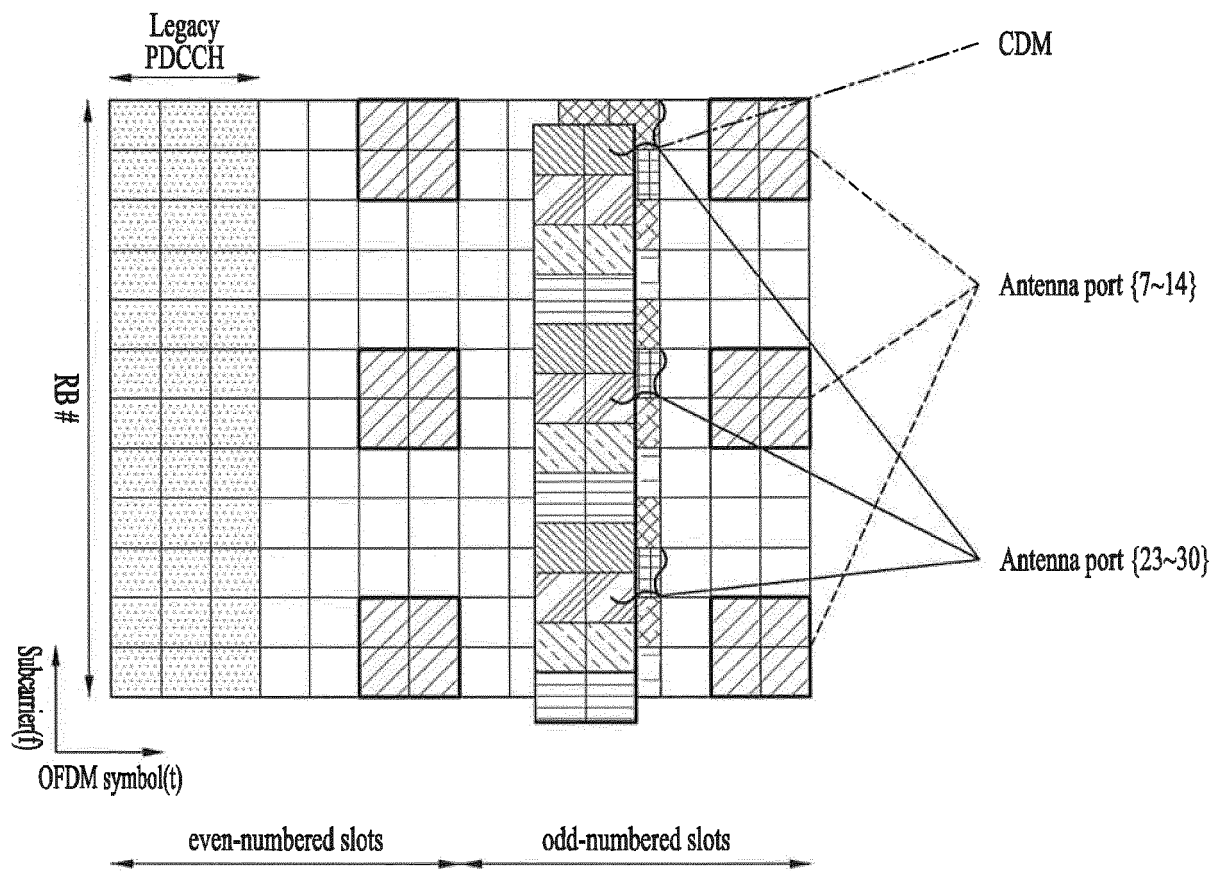 Legacy
PDCCH
CDM
Antenna port {7~14}
RB #
Antenna port {23~30}
Subcarrier(f)
OFDM symbol(t)
even-numbered slots
odd-numbered slots